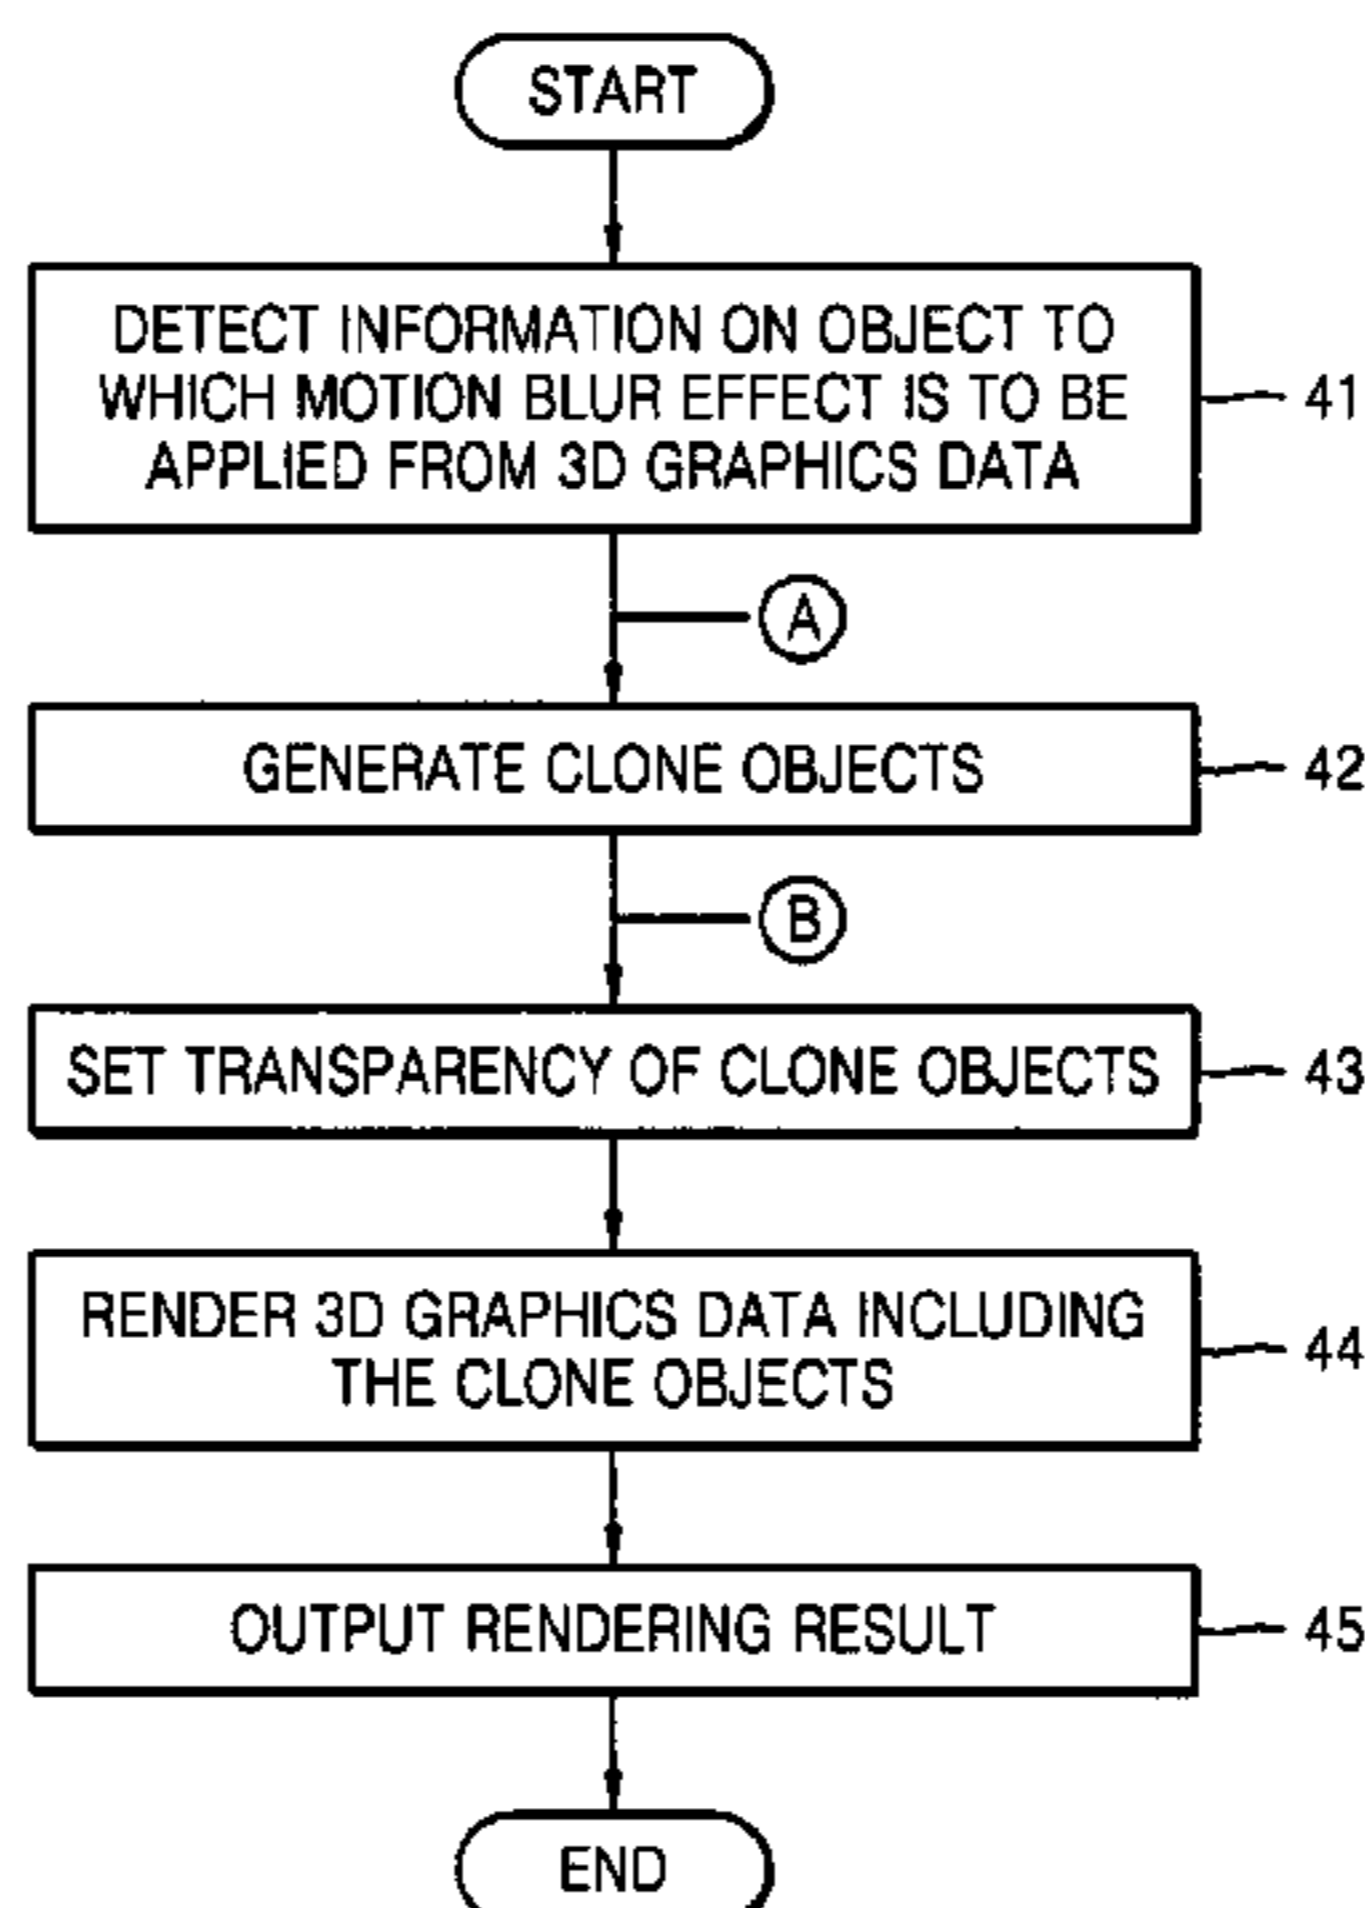 START
DETECT INFORMATION ON OBJECT TO
WHICH MOTION BLUR EFFECT IS TO BE
APPLIED FROM 3D GRAPHICS DATA
41
A
GENERATE CLONE OBJECTS
42
B
SET TRANSPARENCY OF CLONE OBJECTS
43
RENDER 3D GRAPHICS DATA INCLUDING
THE CLONE OBJECTS
44
OUTPUT RENDERING RESULT
45
END